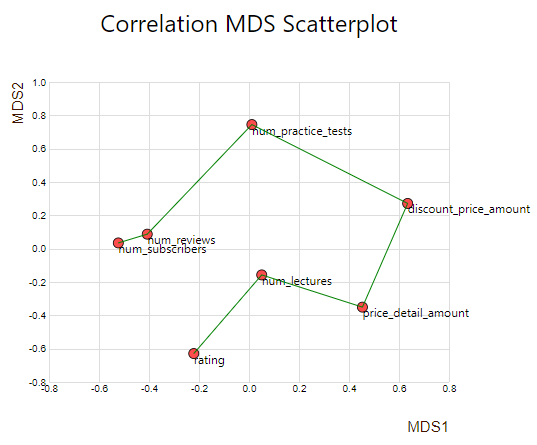 Correlation MDS Scatterplot
MDS2
1.0
0.8
num_practice_tests
0.6
0.4
discount_price_amount
0.2
num_reviews
0.0
num_subscribers
-0.2
num_lectures
-0.4
price_detail_amount
-0.6
rating
-0.8
-0.8 -0.6 -0.4 -0.2 0.0 0.2 0.4 0.6 0.8
MDS1